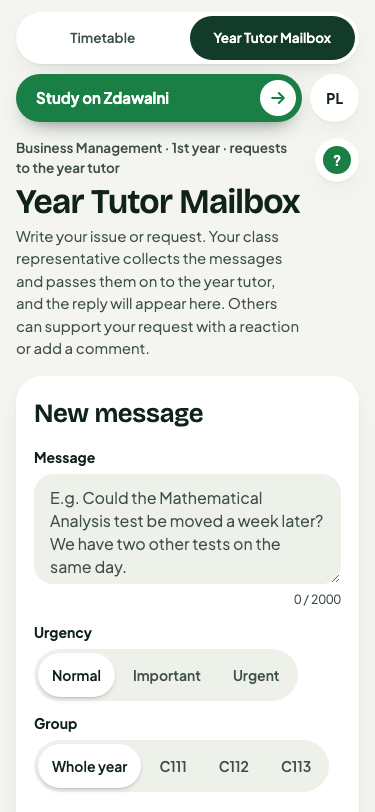 Timetable
Year Tutor Mailbox
Study on Zdawalni
PL
Business Management · 1st year · requests
to the year tutor
?
Year Tutor Mailbox
Write your issue or request. Your class
representative collects the messages
and passes them on to the year tutor,
and the reply will appear here. Others
can support your request with a reaction
or add a comment.
New message
Message
E.g. Could the Mathematical
Analysis test be moved a week later?
We have two other tests on the
same day.
0 / 2000
Urgency
Normal
Important
Urgent
Group
Whole year
C111
C112
C113